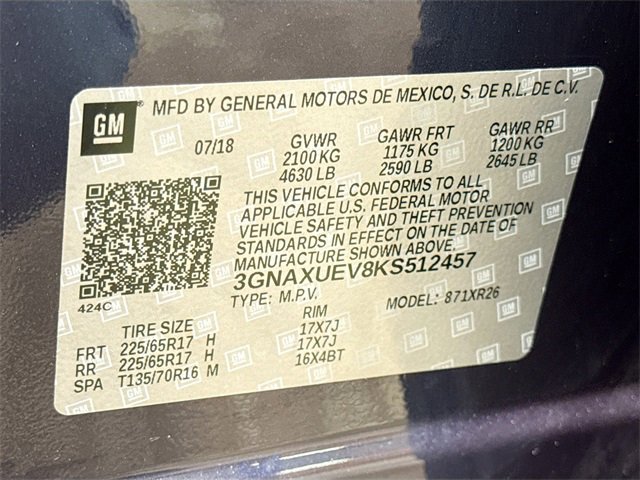 GM
MFD BY GENERAL MOTORS DE MEXICO, S. DE R.L. DE C.V.
07/18 GVWR GAWR FRT GAWR RR
2100 KG 1175 KG 1200 KG
4630 LB 2590 LB 2645 LB
THIS VEHICLE CONFORMS TO ALL
APPLICABLE U.S. FEDERAL MOTOR
VEHICLE SAFETY AND THEFT PREVENTION
STANDARDS IN EFFECT ON THE DATE OF
MANUFACTURE SHOWN ABOVE.
3GNAXUEV8KS512457
424C TYPE: M.P.V. MODEL: 871XR26
TIRE SIZE RIM
FRT 225/65R17 H 17X7J
RR 225/65R17 H 17X7J
SPA T135/70R16 M 16X4BT